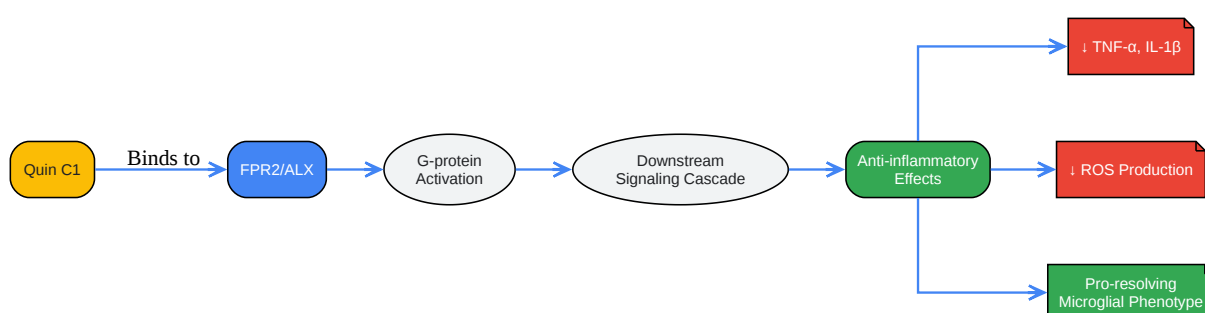 Quin C1
Binds to
FPR2/ALX
G-protein
Activation
Downstream
Signaling Cascade
Anti-inflammatory
Effects
↓ TNF-α, IL-1β
↓ ROS Production
Pro-resolving
Microglial Phenotype